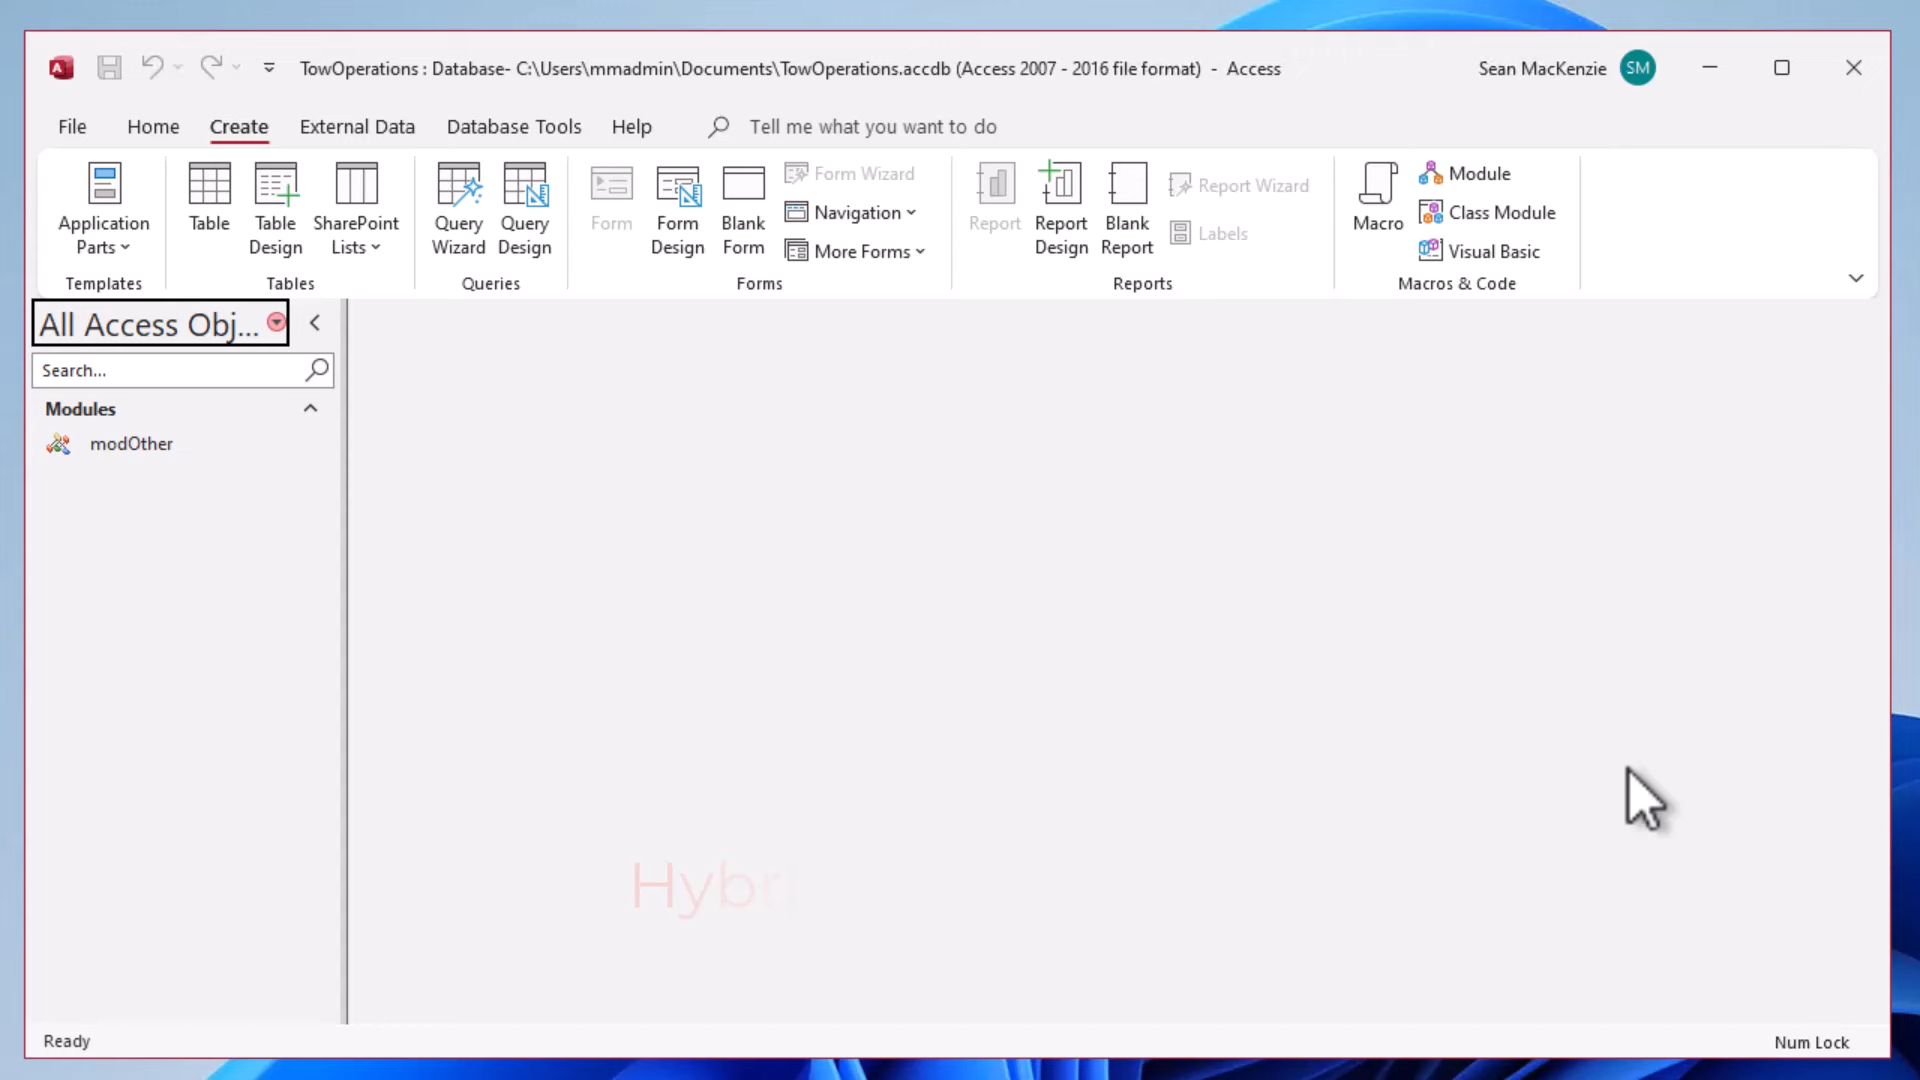 TowOperations : Database- C:\Users\mmadmin\Documents\TowOperations.accdb (Access 2007 - 2016 file format) - Access
Sean MacKenzie SM
File Home Create External Data Database Tools Help Tell me what you want to do
Application Parts
Templates
Table
Table Design
SharePoint Lists
Tables
Query Wizard
Query Design
Queries
Form
Form Design
Blank Form
Form Wizard
Navigation
More Forms
Forms
Report
Report Design
Blank Report
Report Wizard
Labels
Reports
Macro
Module
Class Module
Visual Basic
Macros & Code
All Access Obj...
Search...
Modules
modOther
Hybr
Ready
Num Lock